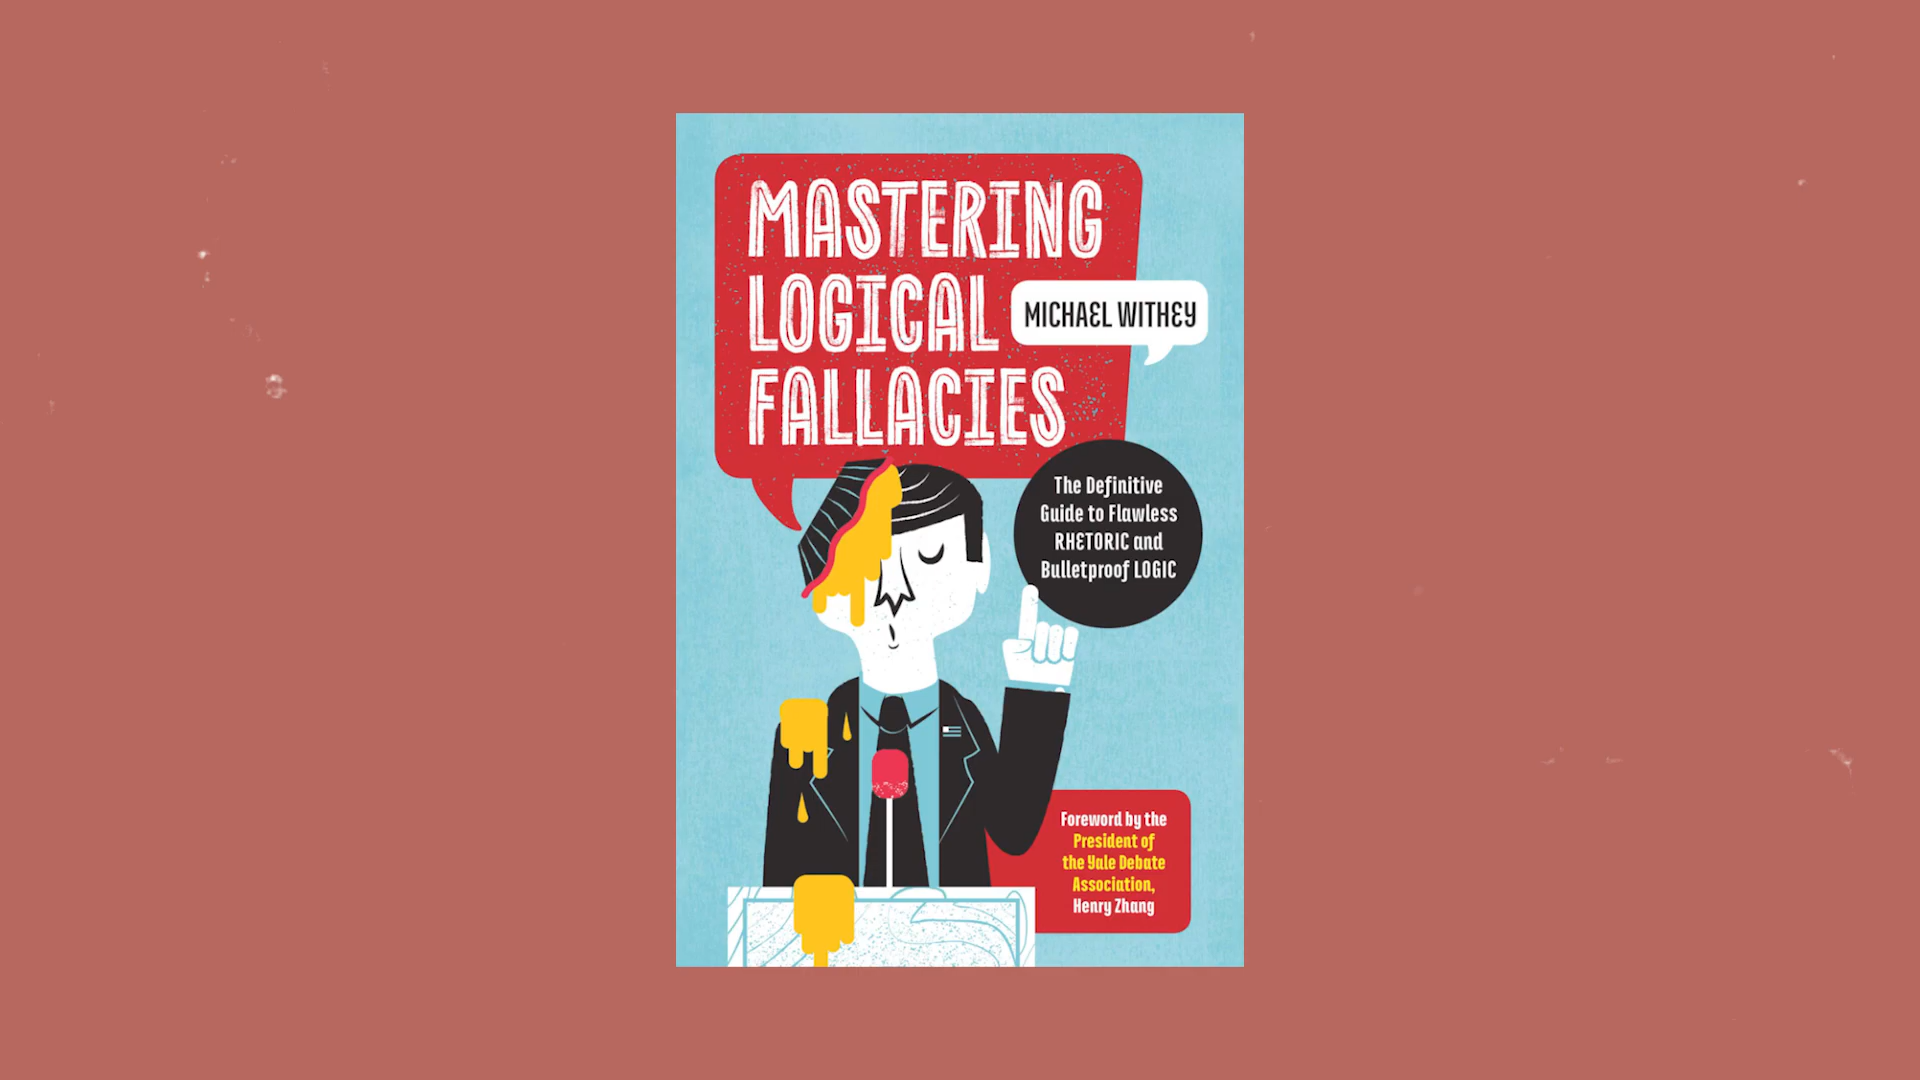 MASTERING
LOGICAL
FALLACIES
MICHAEL WITHEY
The Definitive
Guide to Flawless
RHETORIC and
Bulletproof LOGIC
Foreword by the
President of
the Yale Debate
Association,
Henry Zhang